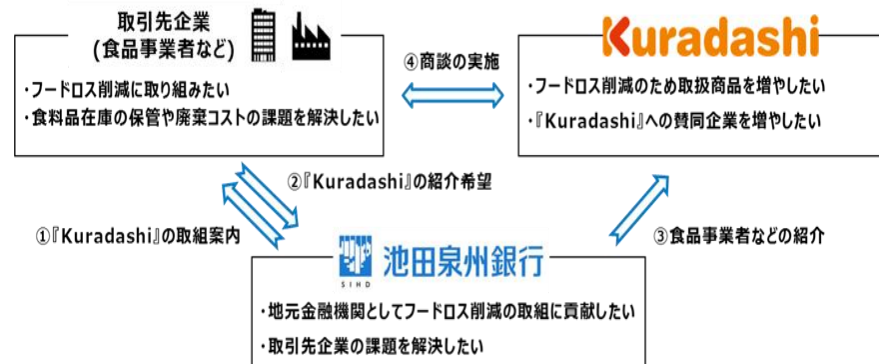 取引先企業
(食品事業者など)
・フードロス削減に取り組みたい
・食料品在庫の保管や廃棄コストの課題を解決したい
④商談の実施
Kuradashi
・フードロス削減のため取扱商品を増やしたい
・『Kuradashi』への賛同企業を増やしたい
②『Kuradashi』の紹介希望
①『Kuradashi』の取組案内
③食品事業者などの紹介
SIHD
池田泉州銀行
・地元金融機関としてフードロス削減の取組に貢献したい
・取引先企業の課題を解決したい